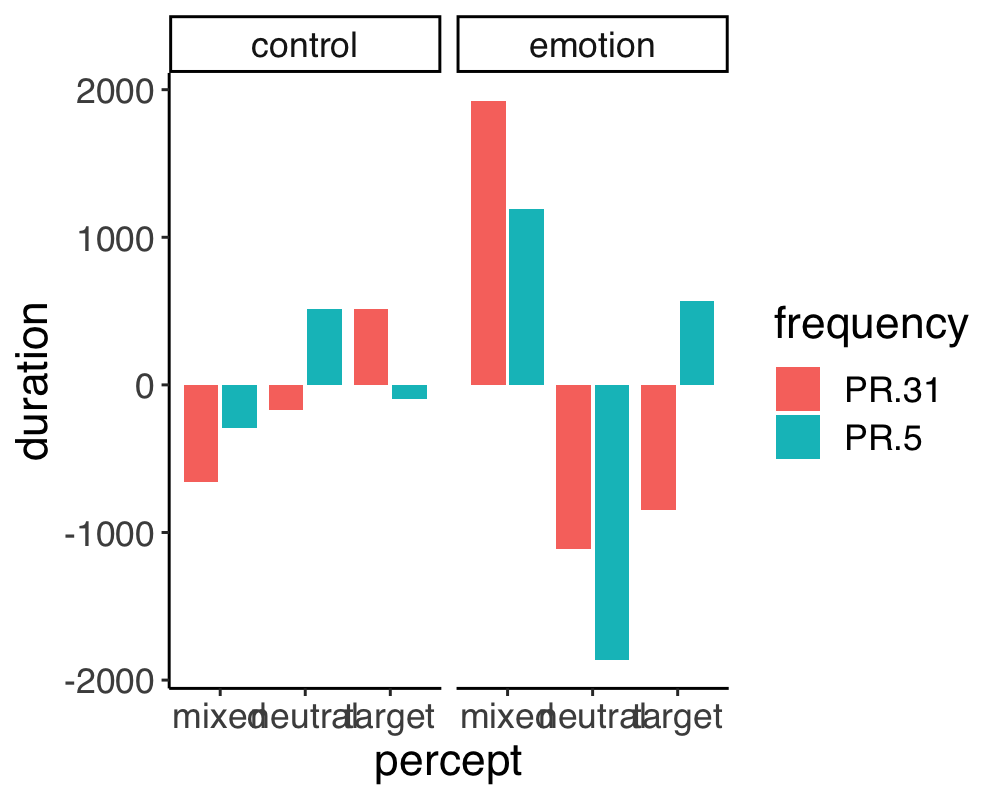 control emotion
2000
1000
0
-1000
-2000
duration
mixed neutral target mixed neutral target
percept
frequency
PR.31
PR.5